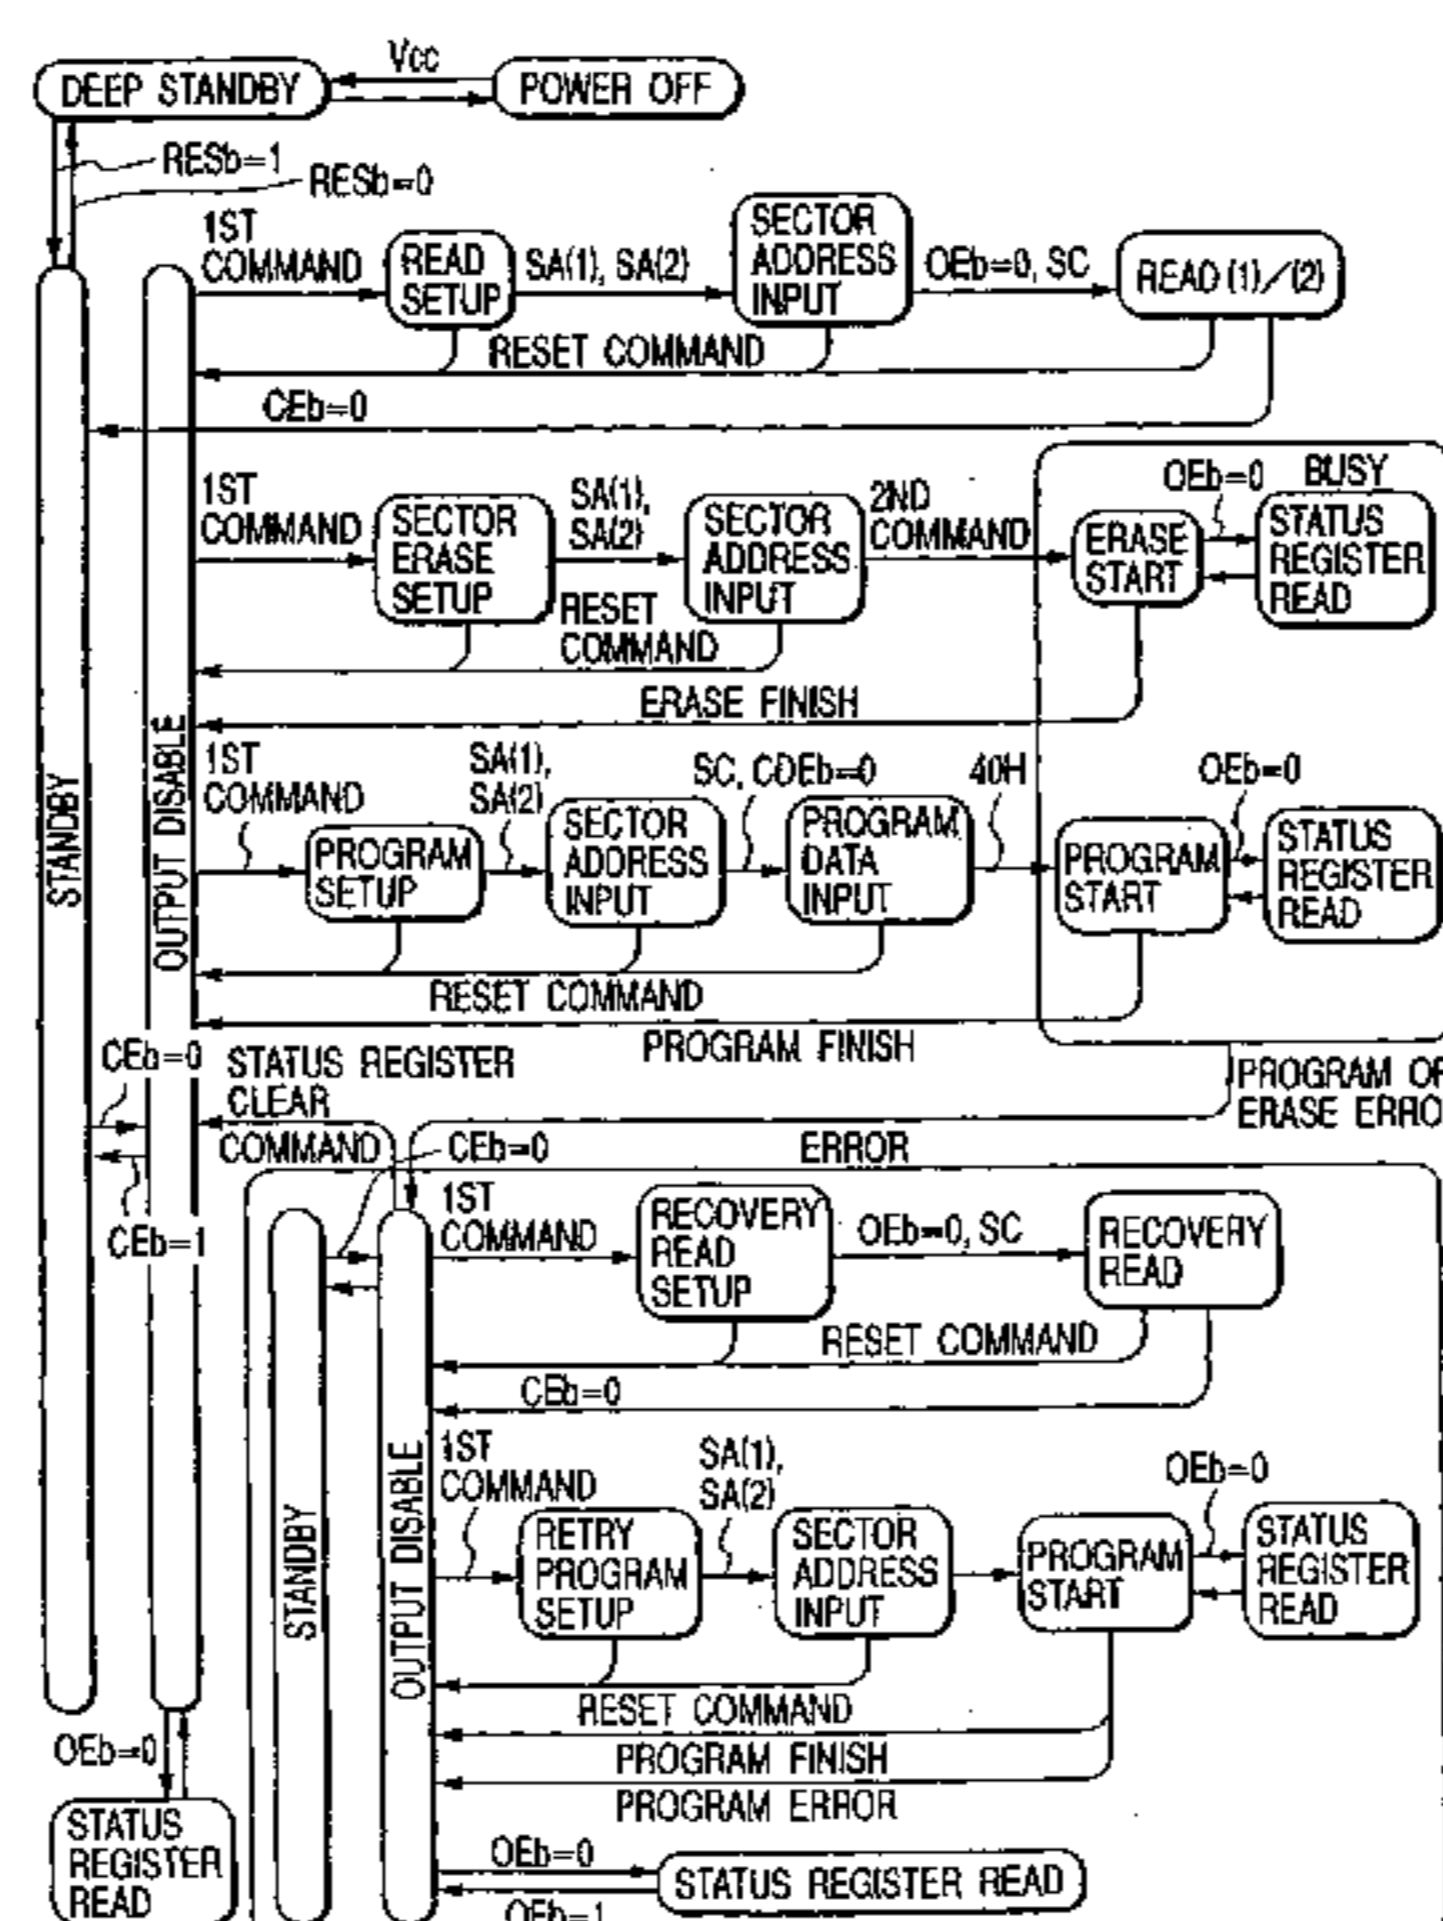 Vcc
DEEP STANDBY
POWER OFF
RESb=1
RESb=0
1ST
COMMAND
READ
SETUP
SA(1), SA(2)
SECTOR
ADDRESS
INPUT
OEb=0, SC
READ (1)/(2)
RESET COMMAND
CEb=0
1ST
COMMAND
SECTOR
ERASE
SETUP
SA(1),
SA(2)
SECTOR
ADDRESS
INPUT
2ND
COMMAND
BUSY
OEb=0
ERASE
START
STATUS
REGISTER
READ
RESET
COMMAND
ERASE FINISH
STANDBY
OUTPUT DISABLE
1ST
COMMAND
PROGRAM
SETUP
SA(1),
SA(2)
SECTOR
ADDRESS
INPUT
SC, CDEb=0
PROGRAM
DATA
INPUT
40H
PROGRAM
START
OEb=0
STATUS
REGISTER
READ
RESET COMMAND
PROGRAM FINISH
CEb=0
STATUS REGISTER
CLEAR
COMMAND
PROGRAM OR
ERASE ERRO
CEb=0
ERROR
CEb=1
1ST
COMMAND
RECOVERY
READ
SETUP
OEb=0, SC
RECOVERY
READ
RESET COMMAND
CEb=0
STANDBY
OUTPUT DISABLE
1ST
COMMAND
RETRY
PROGRAM
SETUP
SA(1),
SA(2)
SECTOR
ADDRESS
INPUT
PROGRAM
START
OEb=0
STATUS
REGISTER
READ
RESET COMMAND
PROGRAM FINISH
PROGRAM ERROR
OEb=0
STATUS
REGISTER
READ
OEb=0
STATUS REGISTER READ
OEb=1